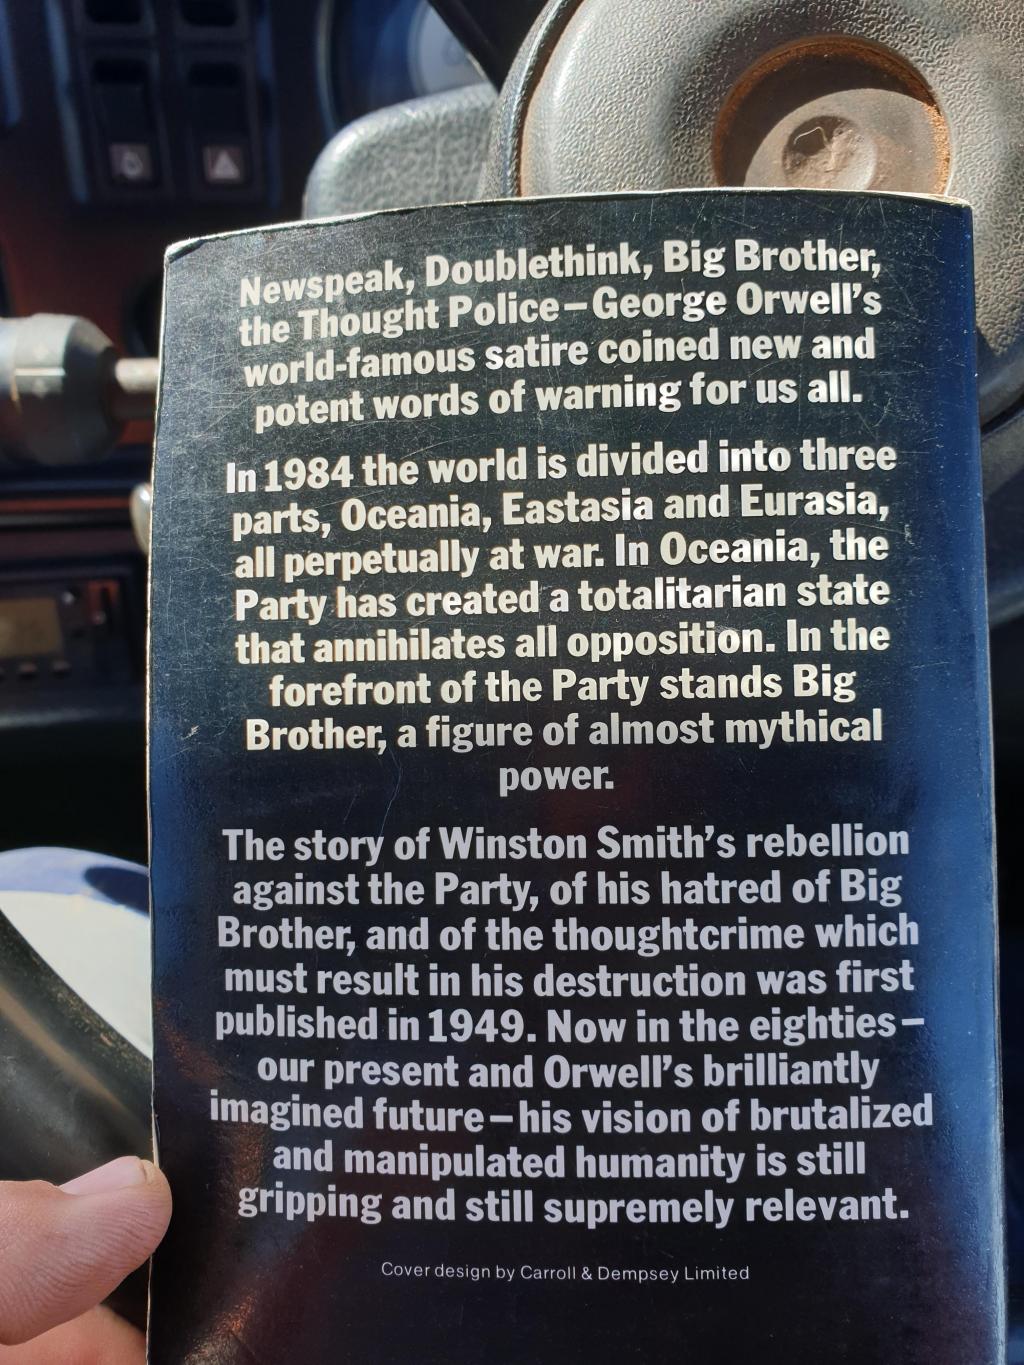 Newspeak, Doublethink, Big Brother,
the Thought Police – George Orwell's
world-famous satire coined new and
potent words of warning for us all.
In 1984 the world is divided into three
parts, Oceania, Eastasia and Eurasia,
all perpetually at war. In Oceania, the
Party has created a totalitarian state
that annihilates all opposition. In the
forefront of the Party stands Big
Brother, a figure of almost mythical
power.
The story of Winston Smith's rebellion
against the Party, of his hatred of Big
Brother, and of the thoughtcrime which
must result in his destruction was first
published in 1949. Now in the eighties –
our present and Orwell's brilliantly
imagined future – his vision of brutalized
and manipulated humanity is still
gripping and still supremely relevant.
Cover design by Carroll & Dempsey Limited